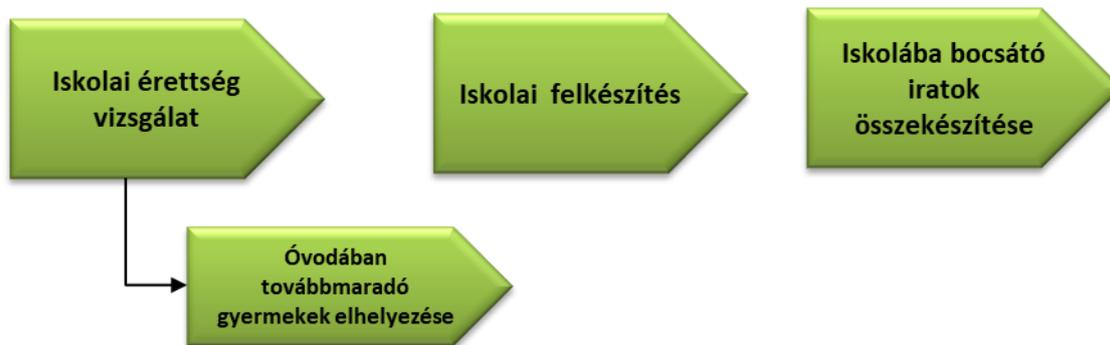 Iskolai érettség
vizsgálat
Iskolai felkészítés
Iskolába bocsátó
iratok
összekészítése
Óvodában
továbbmaradó
gyermekek elhelyezése